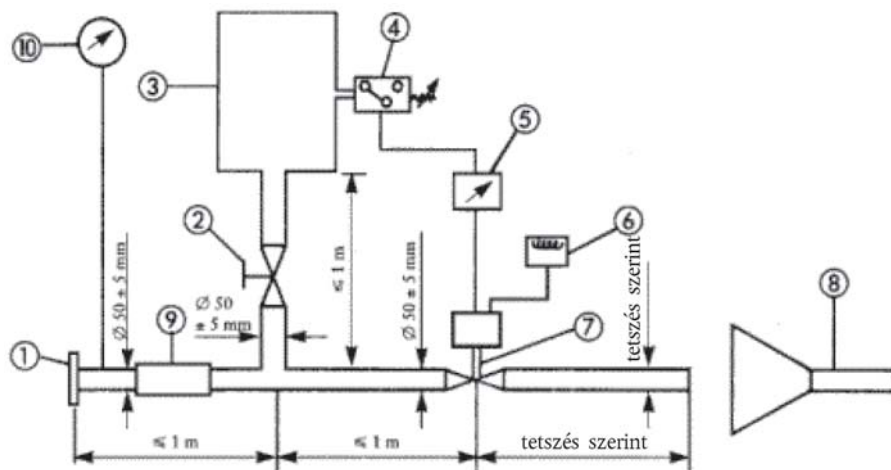 10
4
3
5
2
6
≤ 1 m
Ø 50 ± 5 mm
Ø 50
± 5 mm
Ø 50 ± 5 mm
tetszés szerint
9
7
8
1
≤ 1 m
≤ 1 m
tetszés szerint